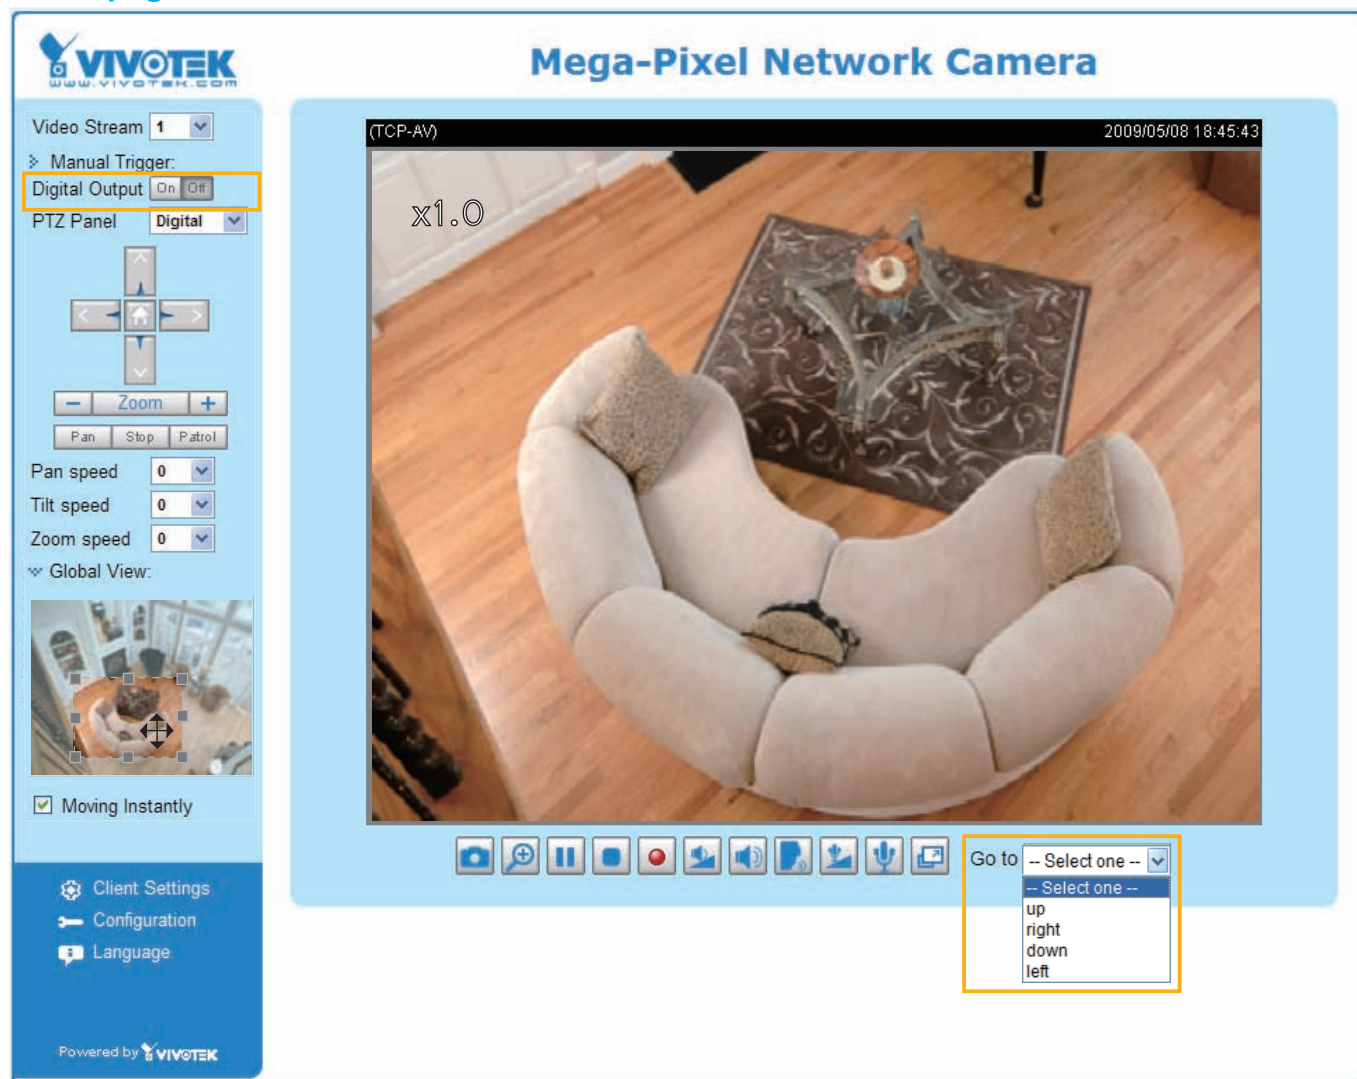 VIVOTEK
www.vivotek.com
Mega-Pixel Network Camera
Video Stream 1
Manual Trigger:
Digital Output On Off
PTZ Panel Digital
Zoom
Pan Stop Patrol
Pan speed 0
Tilt speed 0
Zoom speed 0
Global View:
Moving Instantly
Client Settings
Configuration
Language
Powered by VIVOTEK
(TCP-AV) 2009/05/08 18:45:43
x1.0
Go to -- Select one --
-- Select one --
up
right
down
left